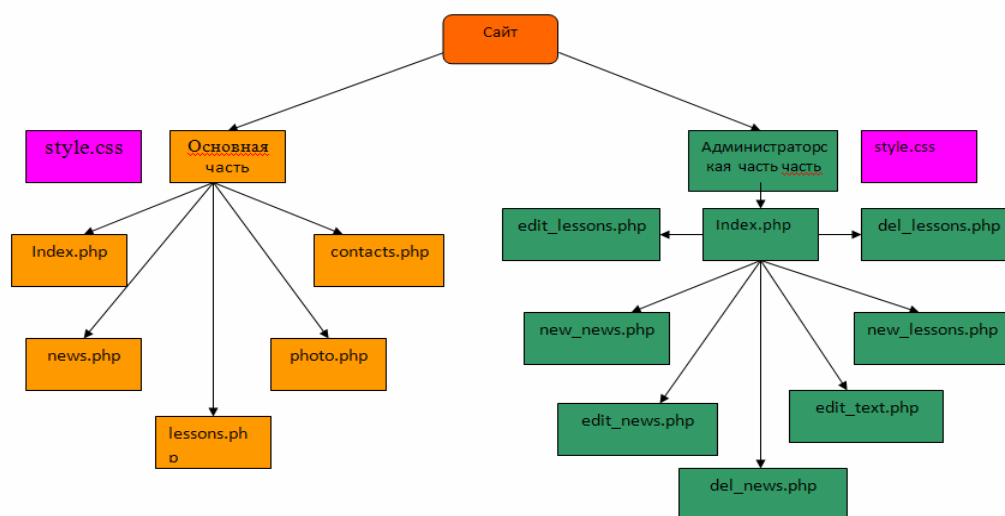 Сайт
style.css
Основная
часть
Администраторс
кая часть часть
style.css
edit_lessons.php
Index.php
del_lessons.php
Index.php
contacts.php
new_news.php
new_lessons.php
news.php
photo.php
edit_news.php
edit_text.php
lessons.ph
p
del_news.php